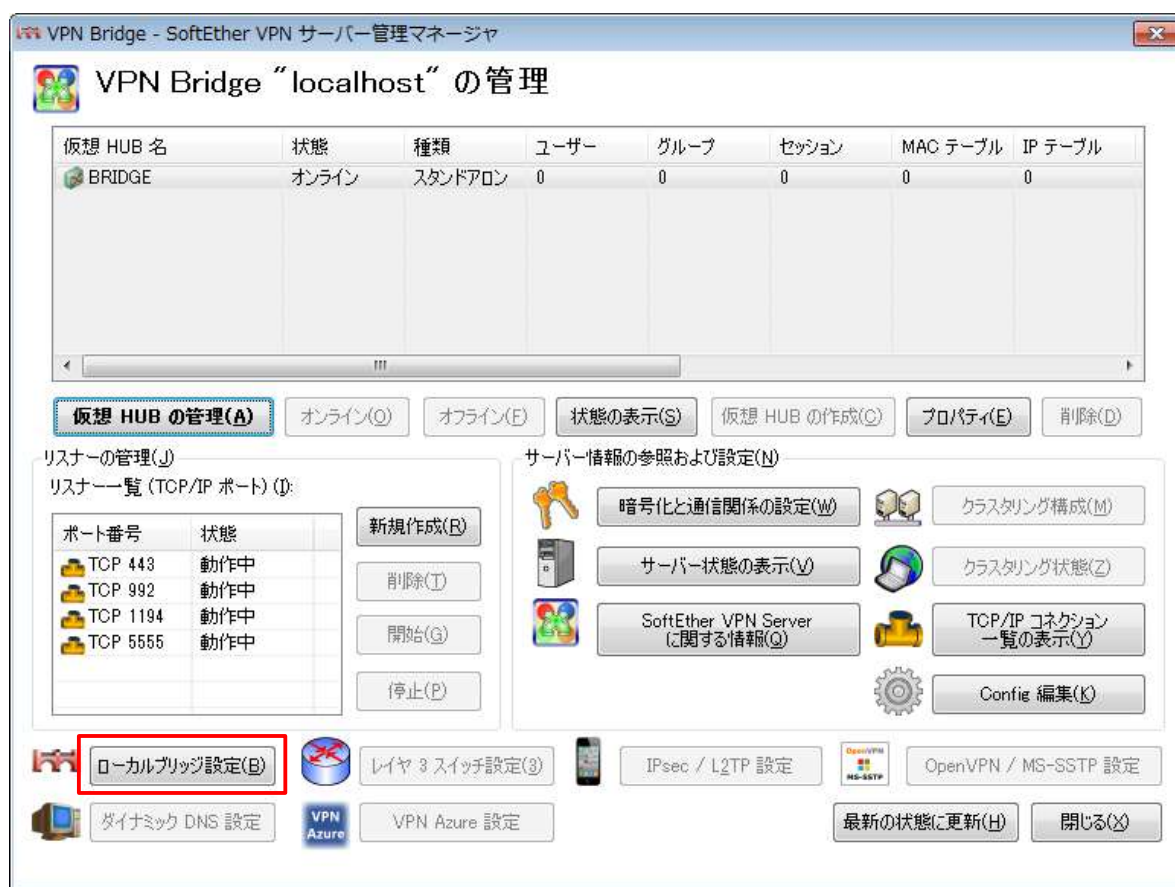 VPN Bridge - SoftEther VPN サーバー管理マネージャ
VPN Bridge "localhost" の管理
仮想 HUB 名 状態 種類 ユーザー グループ セッション MAC テーブル IP テーブル
BRIDGE オンライン スタンドアロン 0 0 0 0 0
仮想 HUB の管理(A) オンライン(O) オフライン(F) 状態の表示(S) 仮想 HUB の作成(C) プロパティ(E) 削除(D)
リスナーの管理(J)
リスナー一覧 (TCP/IP ポート) (I):
ポート番号 状態
TCP 443 動作中
TCP 992 動作中
TCP 1194 動作中
TCP 5555 動作中
新規作成(R)
削除(T)
開始(G)
停止(P)
サーバー情報の参照および設定(N)
暗号化と通信関係の設定(W) クラスタリング構成(M)
サーバー状態の表示(V) クラスタリング状態(Z)
SoftEther VPN Server
に関する情報(Q)
TCP/IP コネクション
一覧の表示(Y)
Config 編集(K)
ローカルブリッジ設定(B) レイヤ 3 スイッチ設定(3) IPsec / L2TP 設定 OpenVPN MS-SSTP OpenVPN / MS-SSTP 設定
ダイナミック DNS 設定 VPN Azure VPN Azure 設定 最新の状態に更新(H) 閉じる(X)